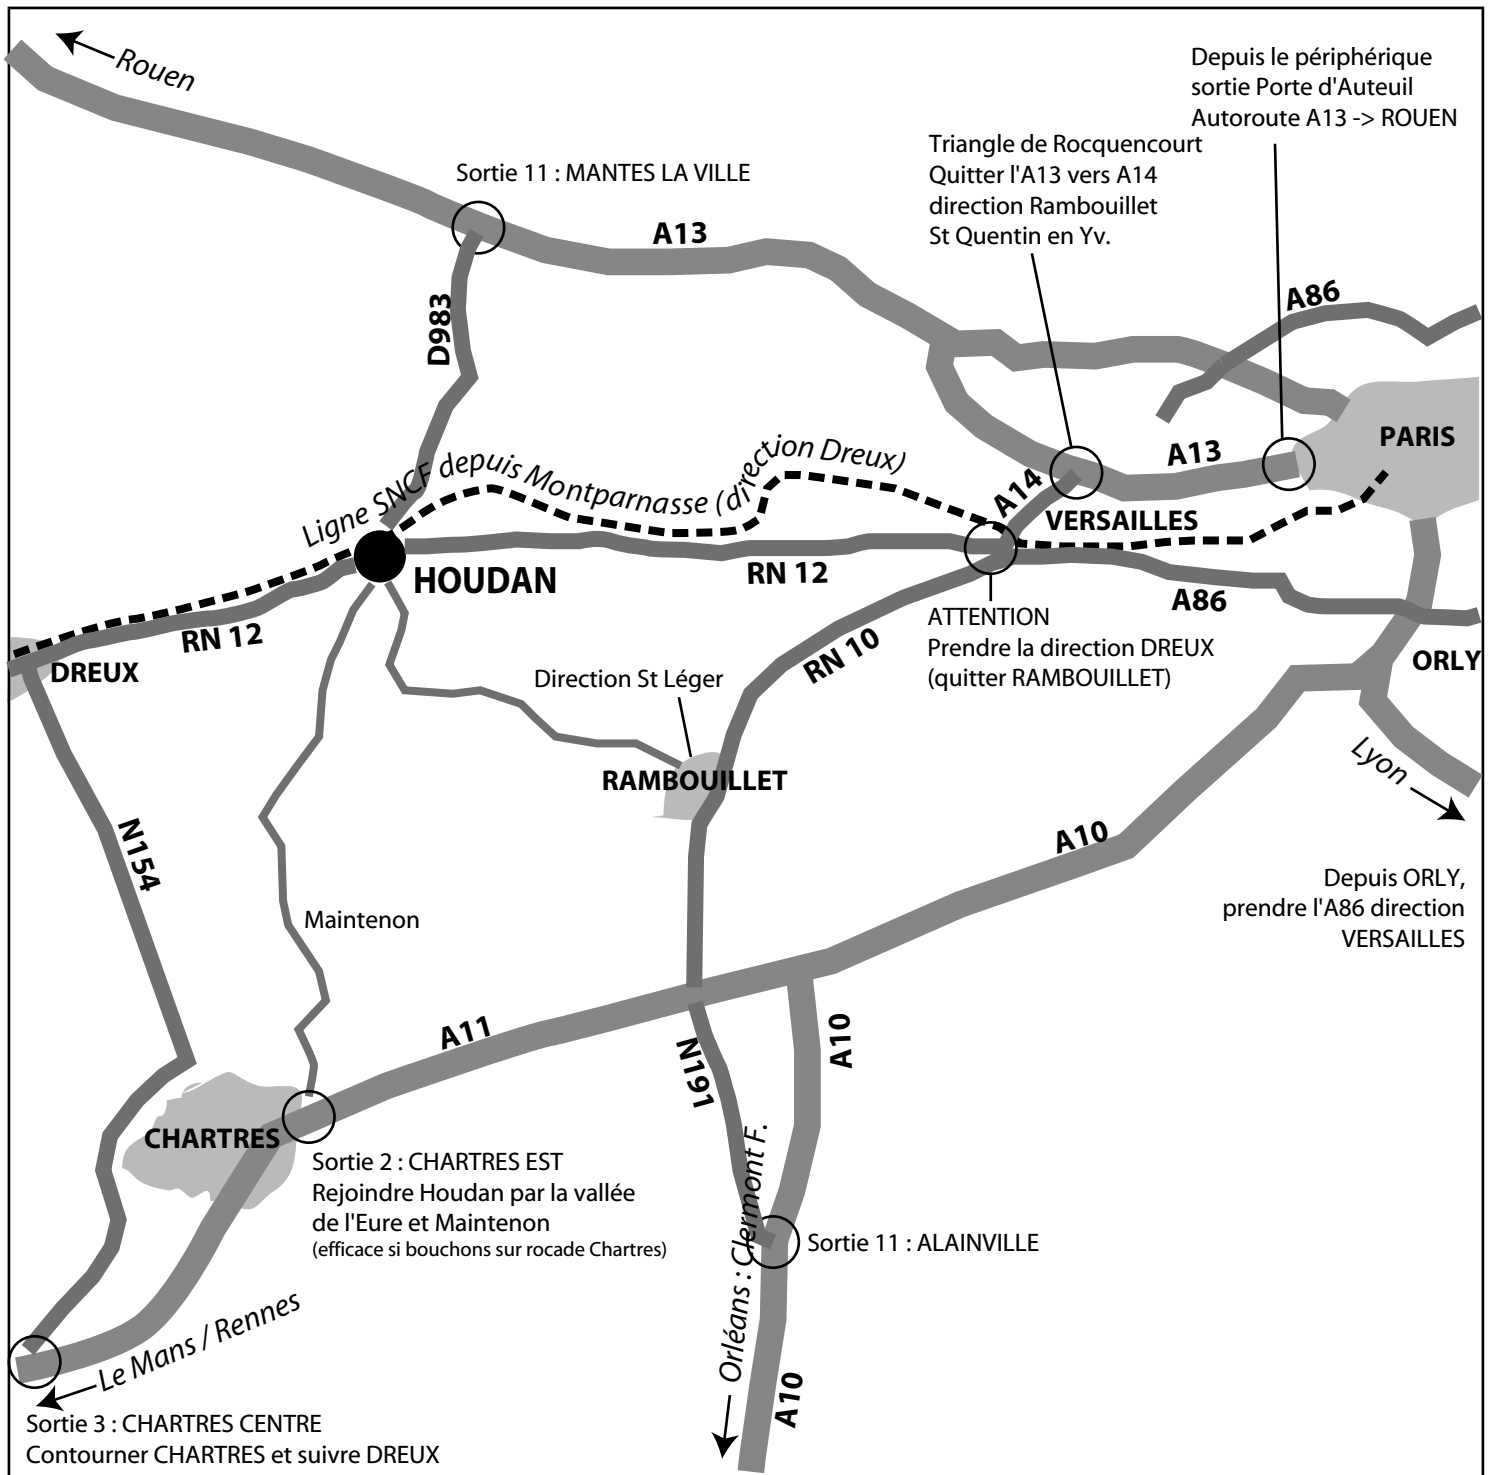 Rouen
Depuis le périphérique
sortie Porte d'Auteuil
Autoroute A13 -> ROUEN
Triangle de Rocquencourt
Quitter l'A13 vers A14
direction Rambouillet
St Quentin en Yv.
Sortie 11 : MANTES LA VILLE
A13
A86
D983
PARIS
A13
Ligne SNCF depuis Montparnasse (direction Dreux)
A14
VERSAILLES
HOUDAN
RN 12
A86
RN 12
ATTENTION
Prendre la direction DREUX
(quitter RAMBOUILLET)
RN 10
ORLY
DREUX
Direction St Léger
RAMBOUILLET
Lyon
N154
A10
Depuis ORLY,
prendre l'A86 direction
VERSAILLES
Maintenon
A11
A10
N191
CHARTRES
Sortie 2 : CHARTRES EST
Rejoindre Houdan par la vallée
de l'Eure et Maintenon
(efficace si bouchons sur rocade Chartres)
Orléans : Clermont F.
Sortie 11 : ALAINVILLE
Le Mans / Rennes
A10
Sortie 3 : CHARTRES CENTRE
Contourner CHARTRES et suivre DREUX